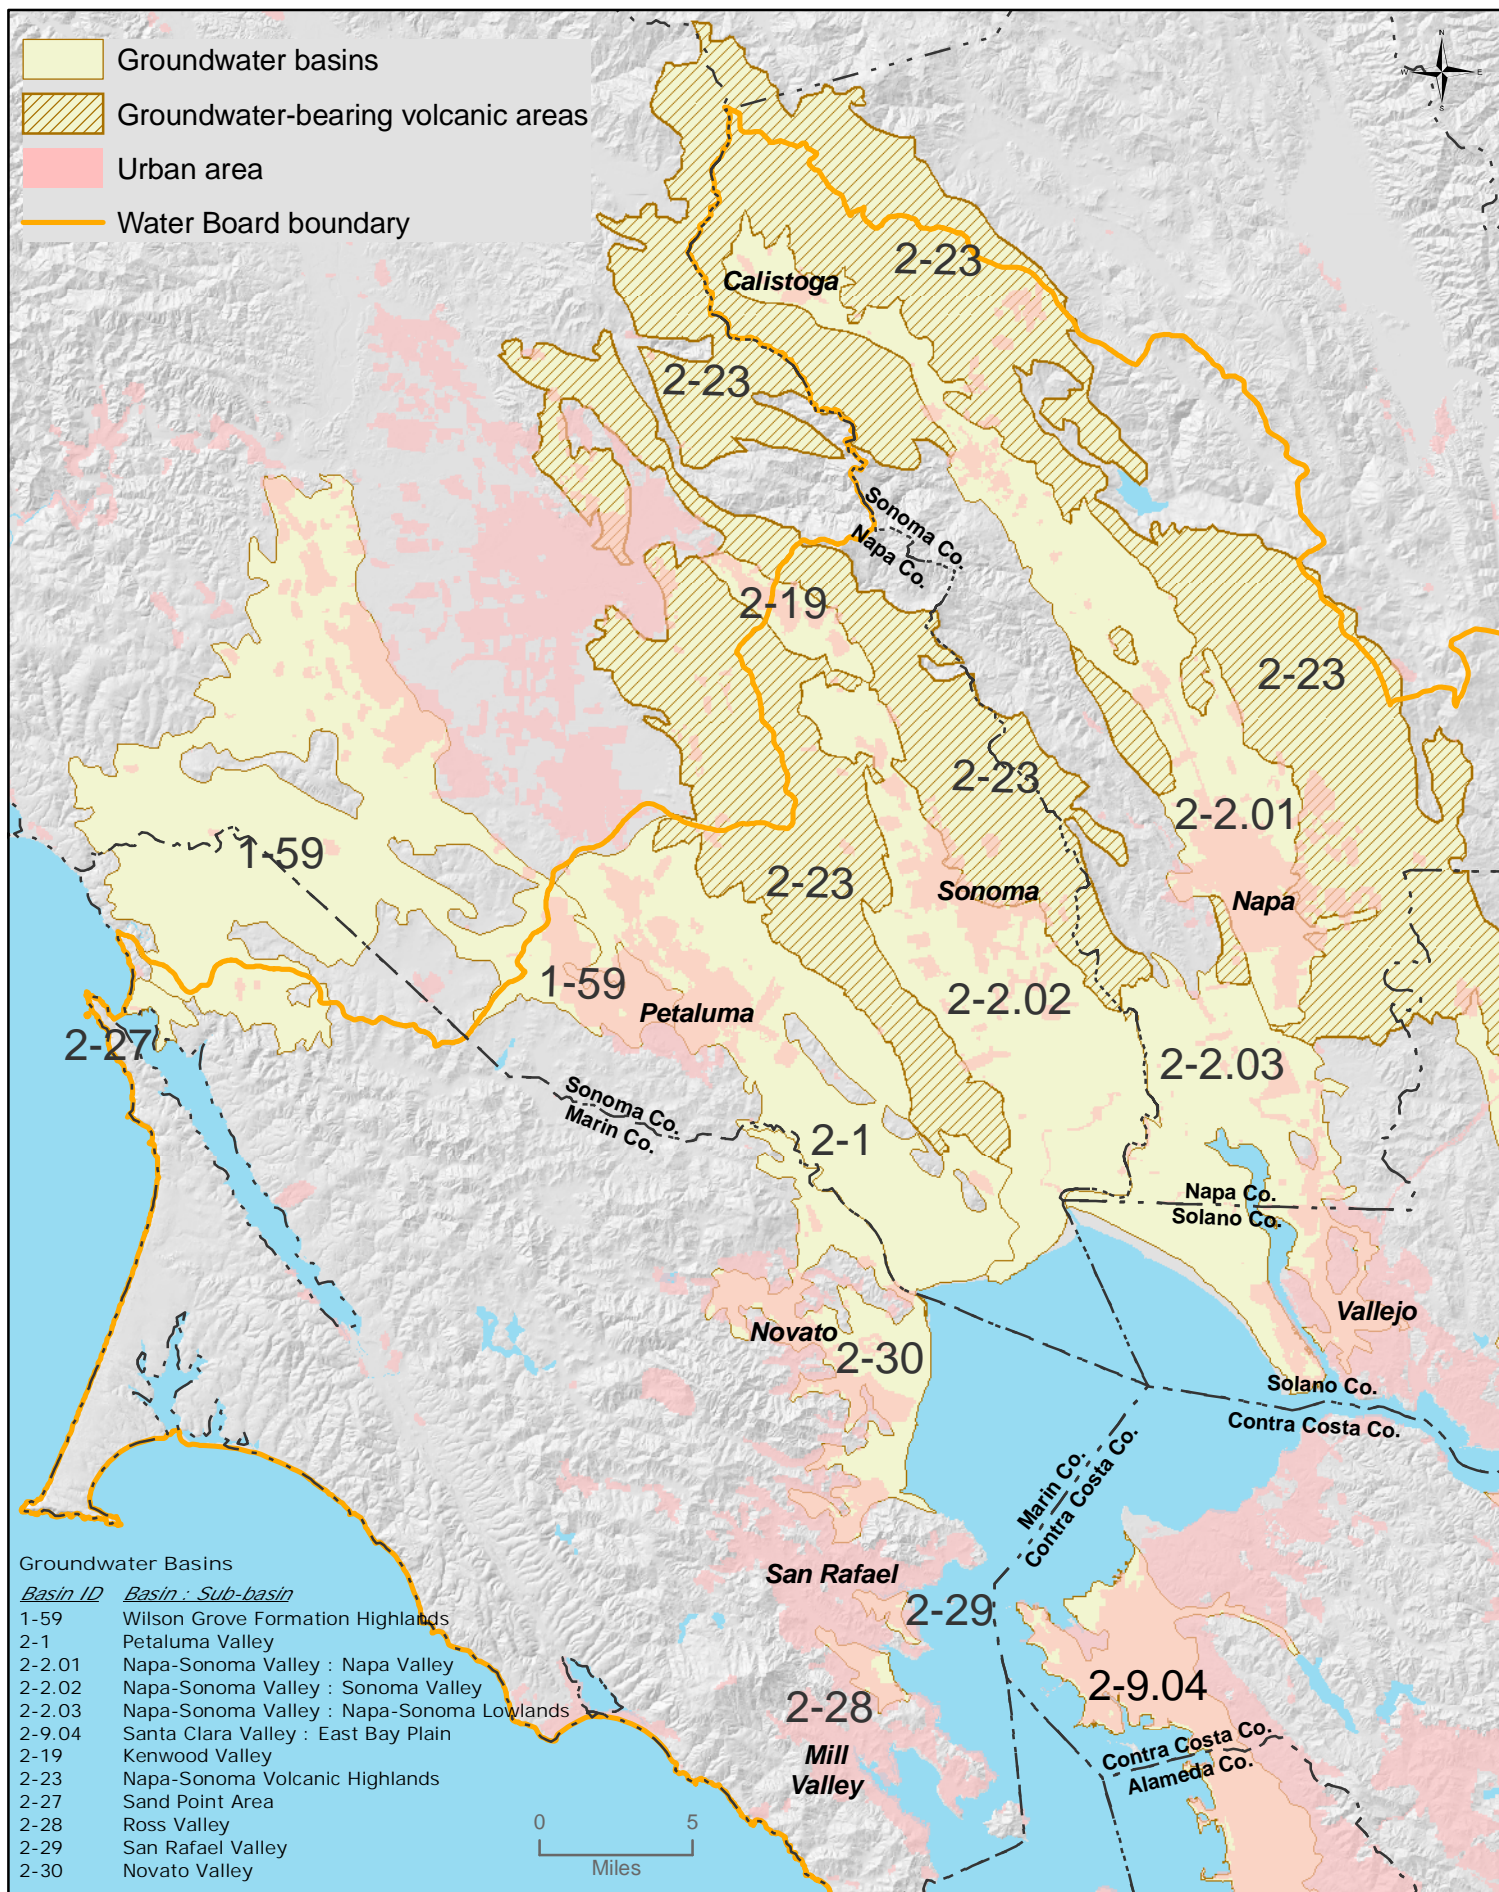 Groundwater basins
Groundwater-bearing volcanic areas
Urban area
Water Board boundary
N
W E
S
2-23
Calistoga
2-23
Sonoma Co.
Napa Co.
2-19
2-23
2-23
2-2.01
1-59
2-23
Sonoma
Napa
1-59
Petaluma
2-2.02
2-27
2-2.03
Sonoma Co.
Marin Co.
2-1
Napa Co.
Solano Co.
Vallejo
Novato
2-30
Solano Co.
Contra Costa Co.
Marin Co.
Contra Costa Co.
San Rafael
2-29
2-9.04
2-28
Mill
Valley
Contra Costa Co.
Alameda Co.
Groundwater Basins
Basin ID Basin : Sub-basin
1-59 Wilson Grove Formation Highlands
2-1 Petaluma Valley
2-2.01 Napa-Sonoma Valley : Napa Valley
2-2.02 Napa-Sonoma Valley : Sonoma Valley
2-2.03 Napa-Sonoma Valley : Napa-Sonoma Lowlands
2-9.04 Santa Clara Valley : East Bay Plain
2-19 Kenwood Valley
2-23 Napa-Sonoma Volcanic Highlands
2-27 Sand Point Area
2-28 Ross Valley
2-29 San Rafael Valley
2-30 Novato Valley
0 5
Miles